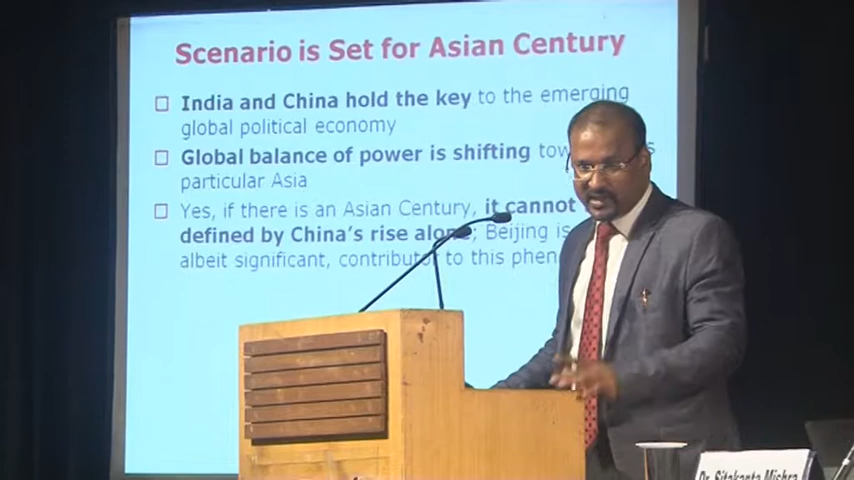 Scenario is Set for Asian Century
India and China hold the key to the emerging
global political economy
Global balance of power is shifting
particular Asia
Yes, if there is an Asian Century, it cannot
defined by China's rise alone; Beijing is
albeit significant, contributor to this
Dr. Sitakanta Mishra